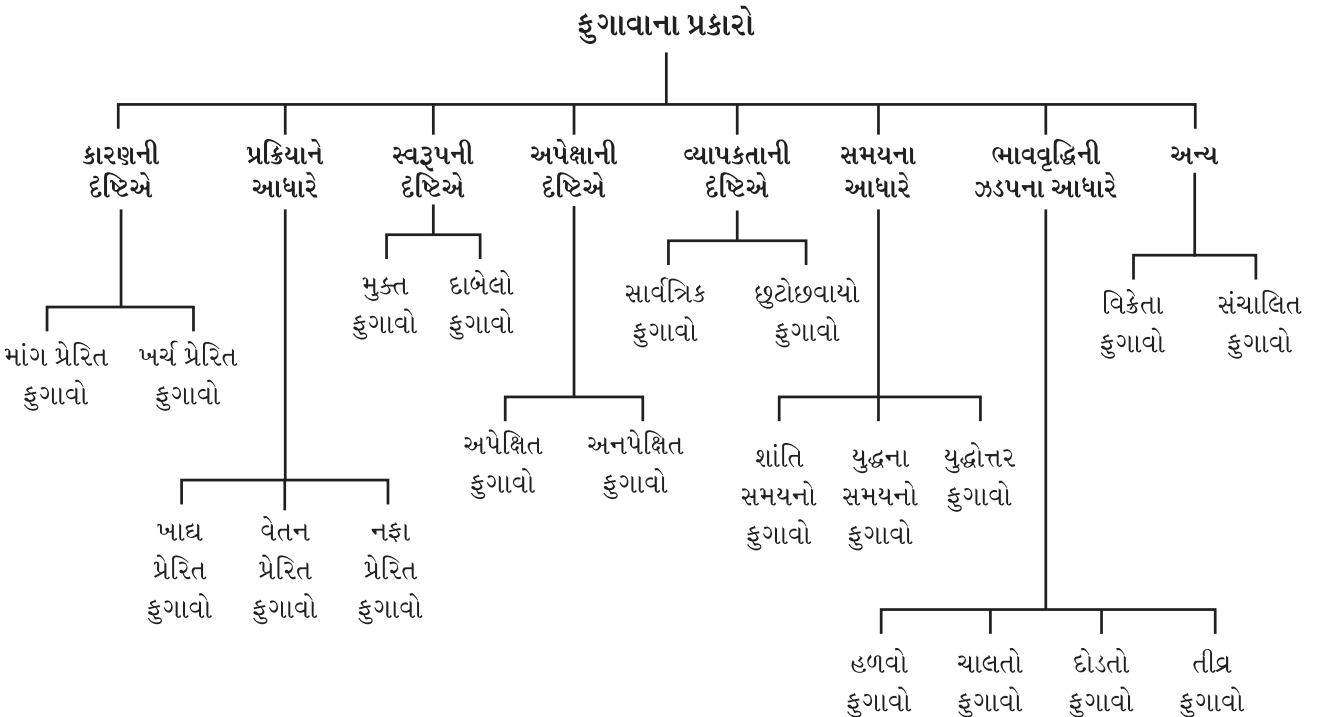 ફુગાવાના પ્રકારો
કારણની
દૃષ્ટિએ
પ્રક્રિયાને
આધારે
સ્વરૂપની
દૃષ્ટિએ
અપેક્ષાની
દૃષ્ટિએ
વ્યાપકતાની
દૃષ્ટિએ
સમયના
આધારે
ભાવવૃદ્ધિની
ઝડપના આધારે
અન્ય
માંગ પ્રેરિત
ફુગાવો
ખર્ચ પ્રેરિત
ફુગાવો
ખાદ્ય
પ્રેરિત
ફુગાવો
વેતન
પ્રેરિત
ફુગાવો
નફા
પ્રેરિત
ફુગાવો
મુક્ત
ફુગાવો
દાબેલો
ફુગાવો
અપેક્ષિત
ફુગાવો
અનપેક્ષિત
ફુગાવો
સાર્વત્રિક
ફુગાવો
છુટોછવાયો
ફુગાવો
શાંતિ
સમયનો
ફુગાવો
યુદ્ધના
સમયનો
ફુગાવો
યુદ્ધોત્તર
ફુગાવો
હળવો
ફુગાવો
ચાલતો
ફુગાવો
દોડતો
ફુગાવો
તીવ્ર
ફુગાવો
વિક્રેતા
ફુગાવો
સંચાલિત
ફુગાવો